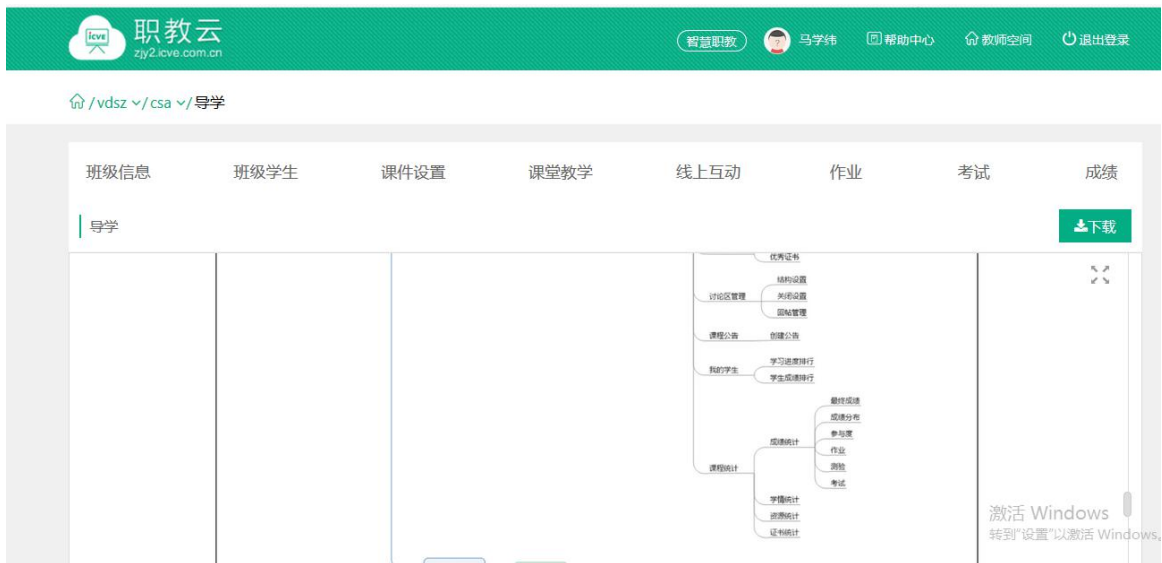 icve 职教云
zjy2.icve.com.cn
智慧职教 马学纬 帮助中心 教师空间 退出登录
/ vdsz / csa / 导学
班级信息 班级学生 课件设置 课堂教学 线上互动 作业 考试 成绩
导学 下载
优秀证书
结构设置
讨论区管理 关闭设置
回帖管理
课程公告 创建公告
学习进度排行
我的学生
学生成绩排行
最终成绩
成绩分布
参与度
成绩统计
作业
课程统计 测验
考试
学情统计
资源统计
证书统计
激活 Windows
转到"设置"以激活 Windows。